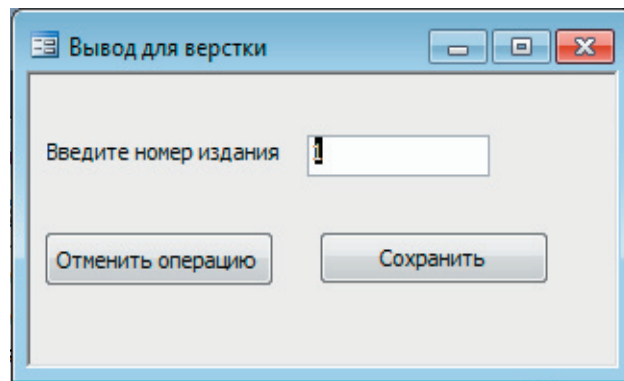 Вывод для верстки
Введите номер издания 1
Отменить операцию Сохранить